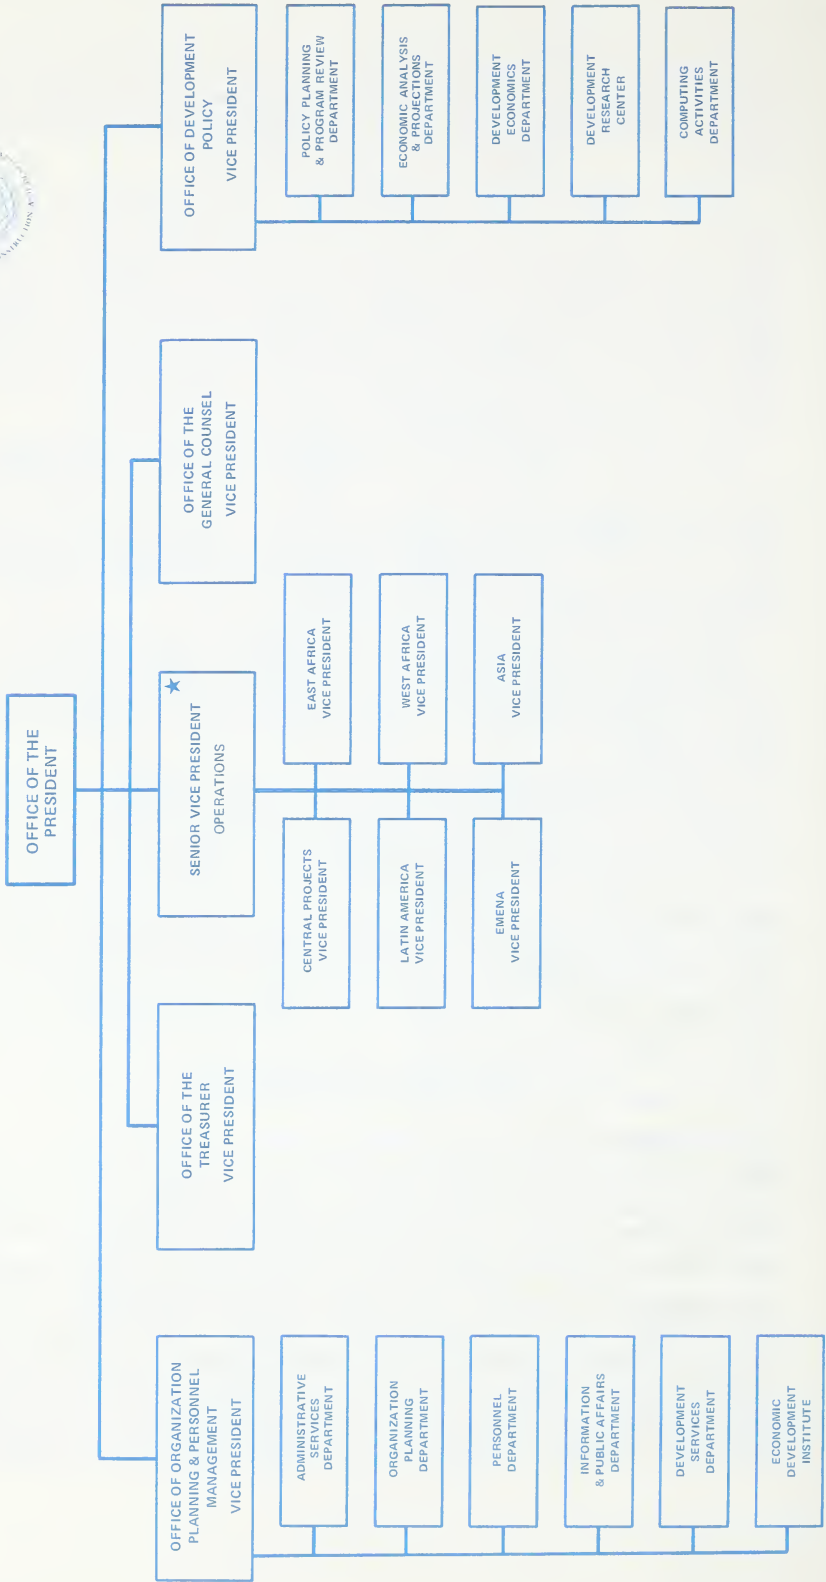 OFFICE OF THE
PRESIDENT
OFFICE OF ORGANIZATION
PLANNING & PERSONNEL
MANAGEMENT
VICE PRESIDENT
OFFICE OF THE
TREASURER
VICE PRESIDENT
SENIOR VICE PRESIDENT
OPERATIONS
OFFICE OF THE
GENERAL COUNSEL
VICE PRESIDENT
OFFICE OF DEVELOPMENT
POLICY
VICE PRESIDENT
ADMINISTRATIVE
SERVICES
DEPARTMENT
ORGANIZATION
PLANNING
DEPARTMENT
PERSONNEL
DEPARTMENT
INFORMATION
& PUBLIC AFFAIRS
DEPARTMENT
DEVELOPMENT
SERVICES
DEPARTMENT
ECONOMIC
DEVELOPMENT
INSTITUTE
CENTRAL PROJECTS
VICE PRESIDENT
EAST AFRICA
VICE PRESIDENT
LATIN AMERICA
VICE PRESIDENT
WEST AFRICA
VICE PRESIDENT
EMENA
VICE PRESIDENT
ASIA
VICE PRESIDENT
POLICY PLANNING
& PROGRAM REVIEW
DEPARTMENT
ECONOMIC ANALYSIS
& PROJECTIONS
DEPARTMENT
DEVELOPMENT
ECONOMICS
DEPARTMENT
DEVELOPMENT
RESEARCH
CENTER
COMPUTING
ACTIVITIES
DEPARTMENT